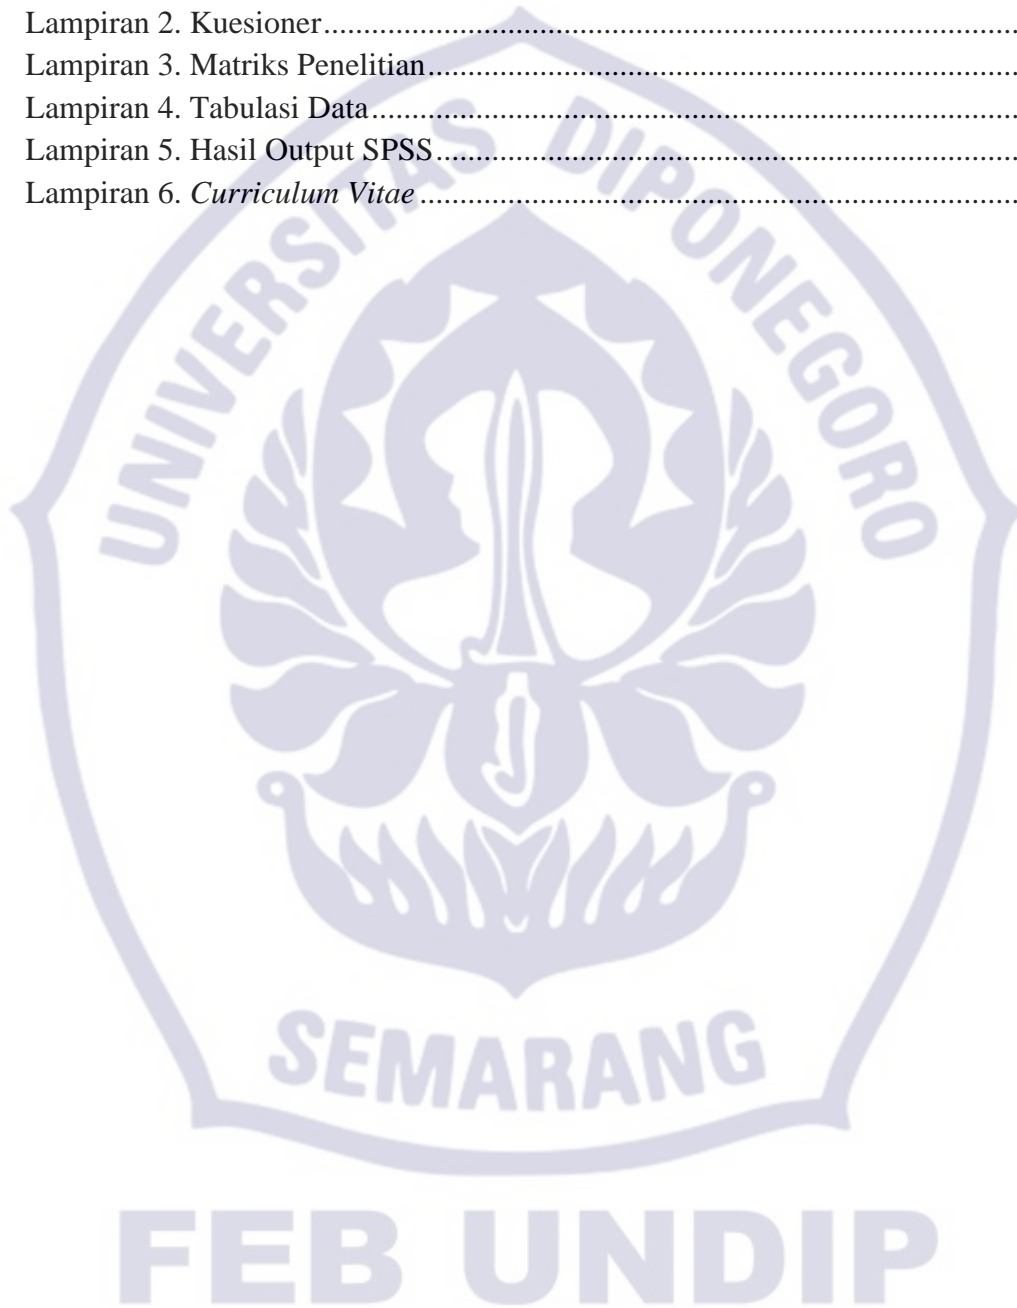 Lampiran 2. Kuesioner........................................................................................
Lampiran 3. Matriks Penelitian..........................................................................
Lampiran 4. Tabulasi Data.................................................................................
Lampiran 5. Hasil Output SPSS.........................................................................
Lampiran 6. Curriculum Vitae...........................................................................
UNIVERSITAS DIPONEGORO
SEMARANG
FEB UNDIP